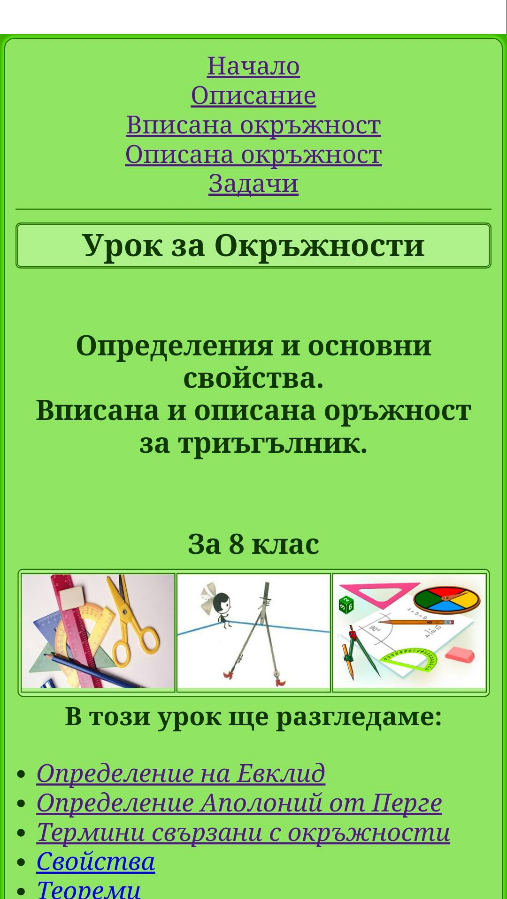 Начало
Описание
Вписана окръжност
Описана окръжност
Задачи
Урок за Окръжности
Определения и основни
свойства.
Вписана и описана оръжност
за триъгълник.
За 8 клас
В този урок ще разгледаме:
• Определение на Евклид
• Определение Аполоний от Перге
• Термини свързани с окръжности
• Свойства
• Теореми